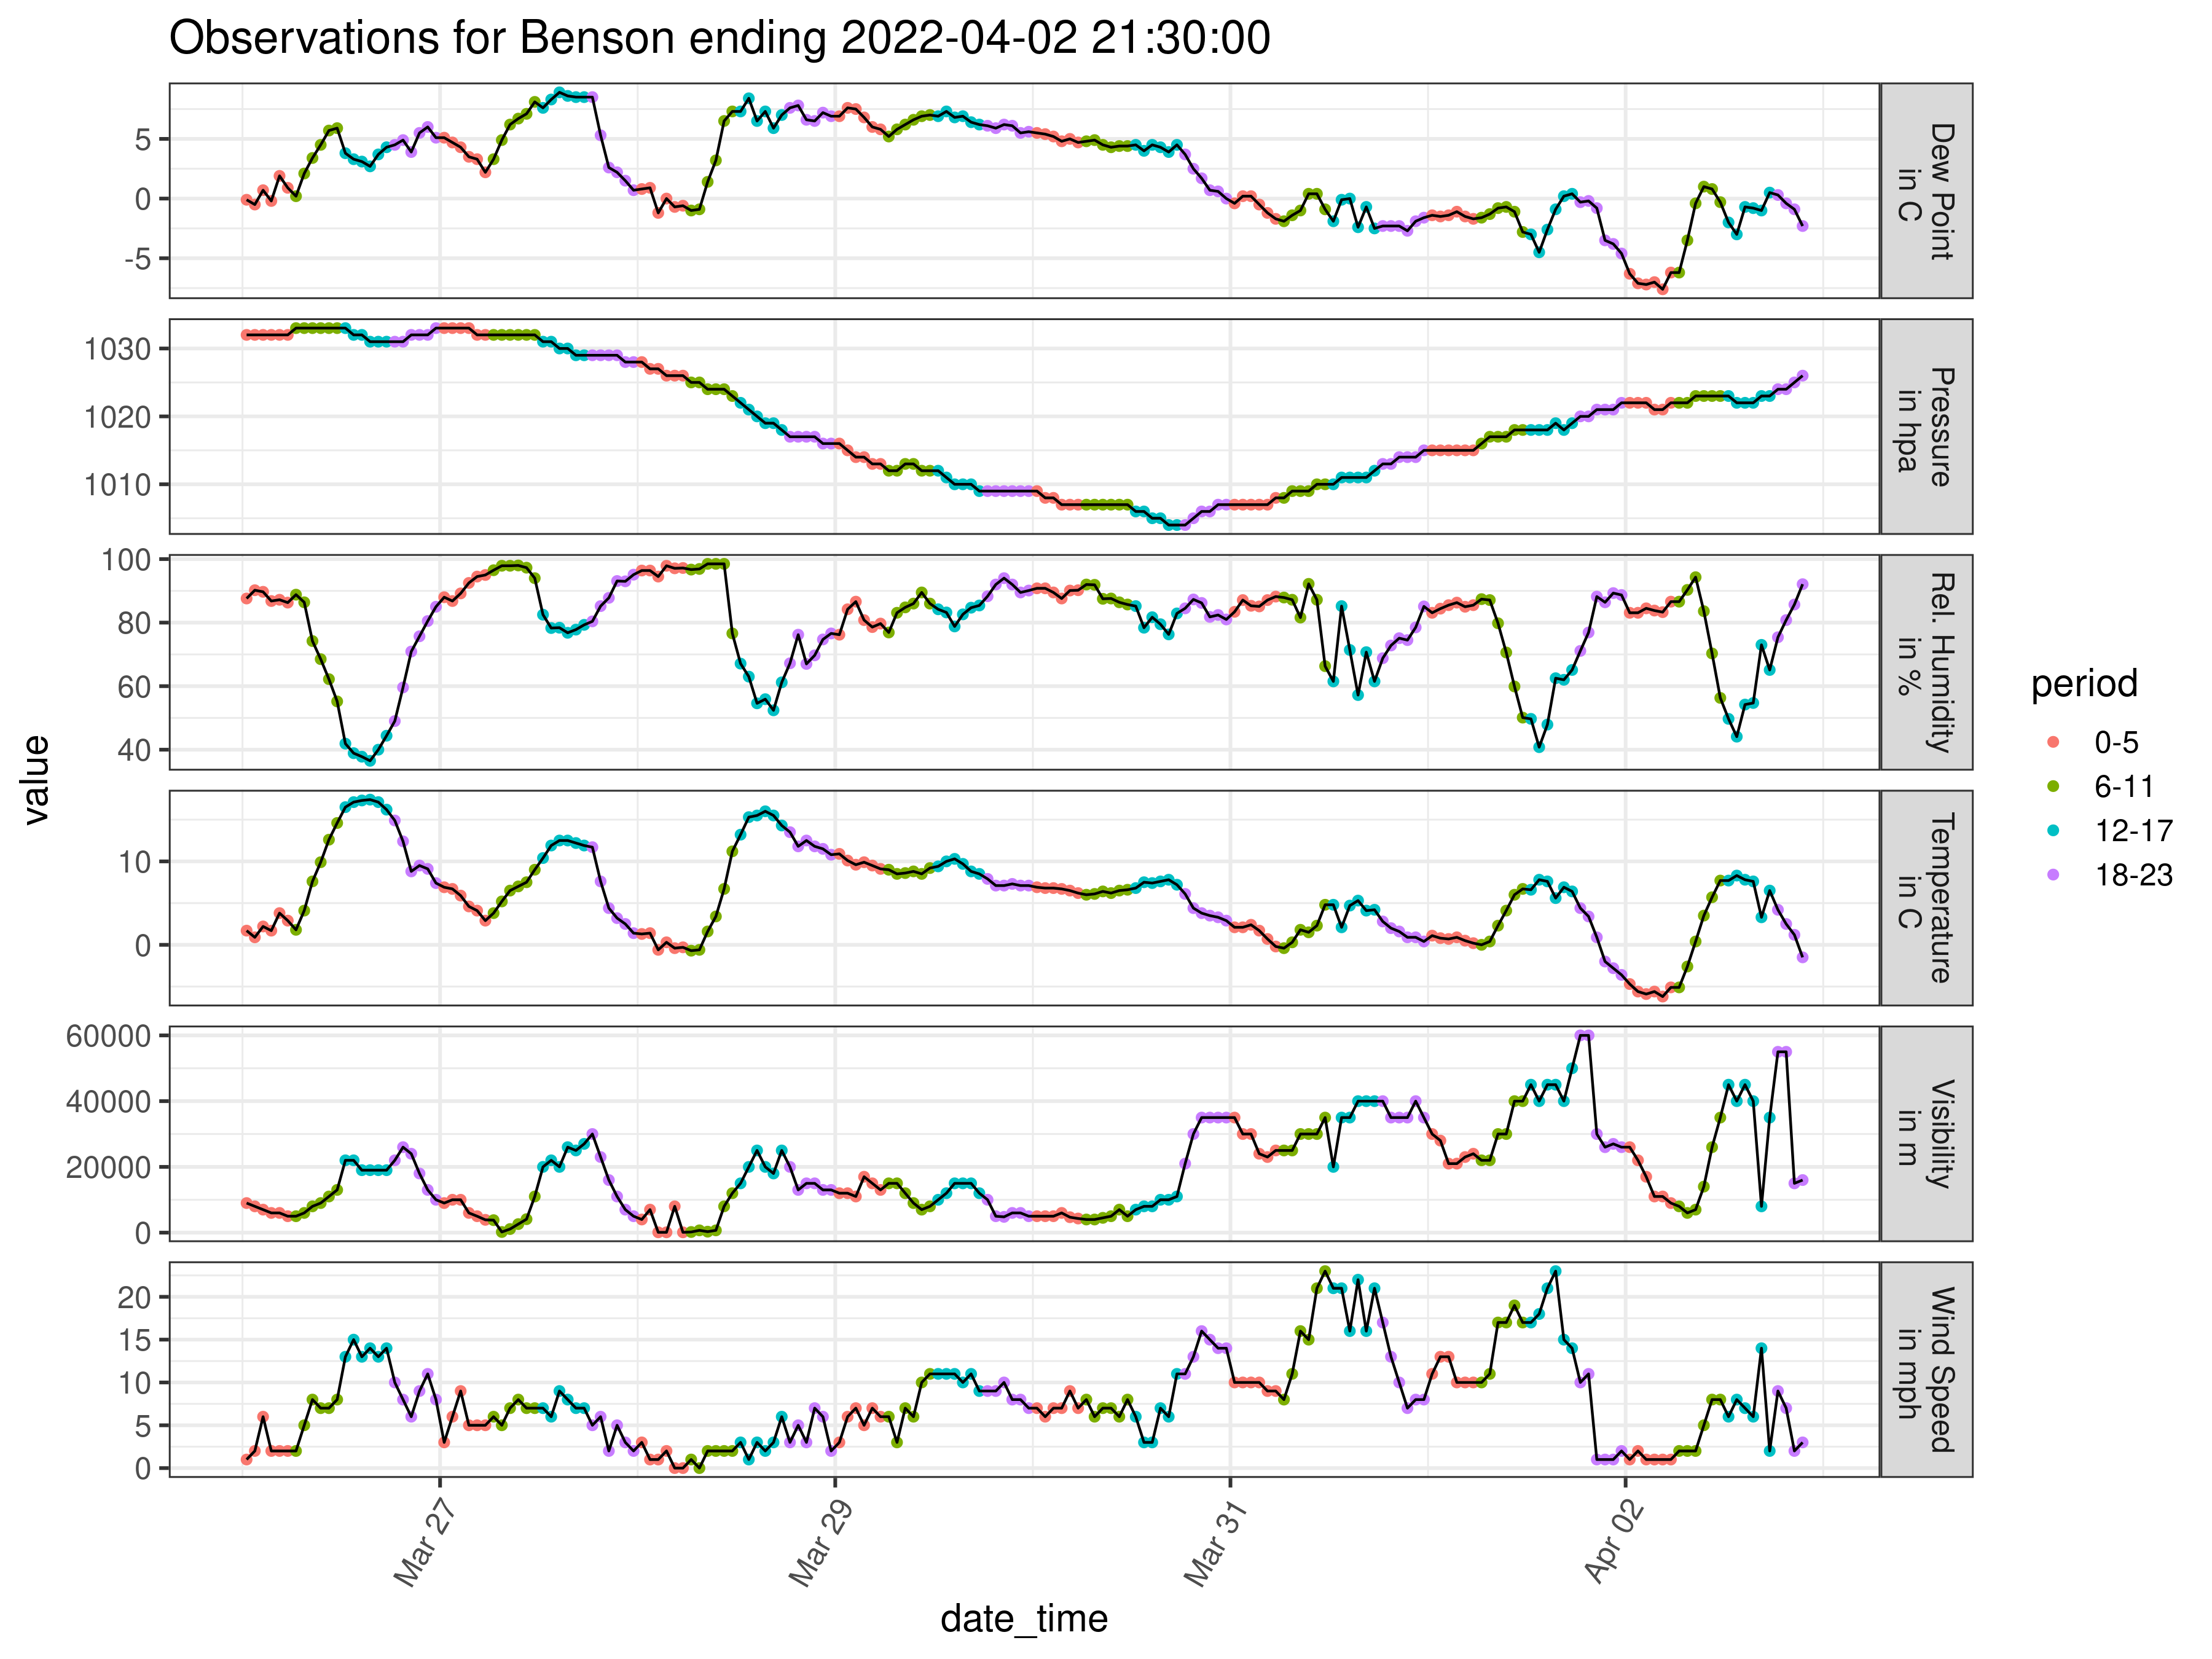 Observations for Benson ending 2022-04-02 21:30:00
value
5
0
-5
Dew Point
in C
1030
1020
1010
Pressure
in hpa
100
80
60
40
Rel. Humidity
in %
10
0
Temperature
in C
60000
40000
20000
0
Visibility
in m
20
15
10
5
0
Wind Speed
in mph
Mar 27
Mar 29
Mar 31
Apr 02
date_time
period
0-5
6-11
12-17
18-23